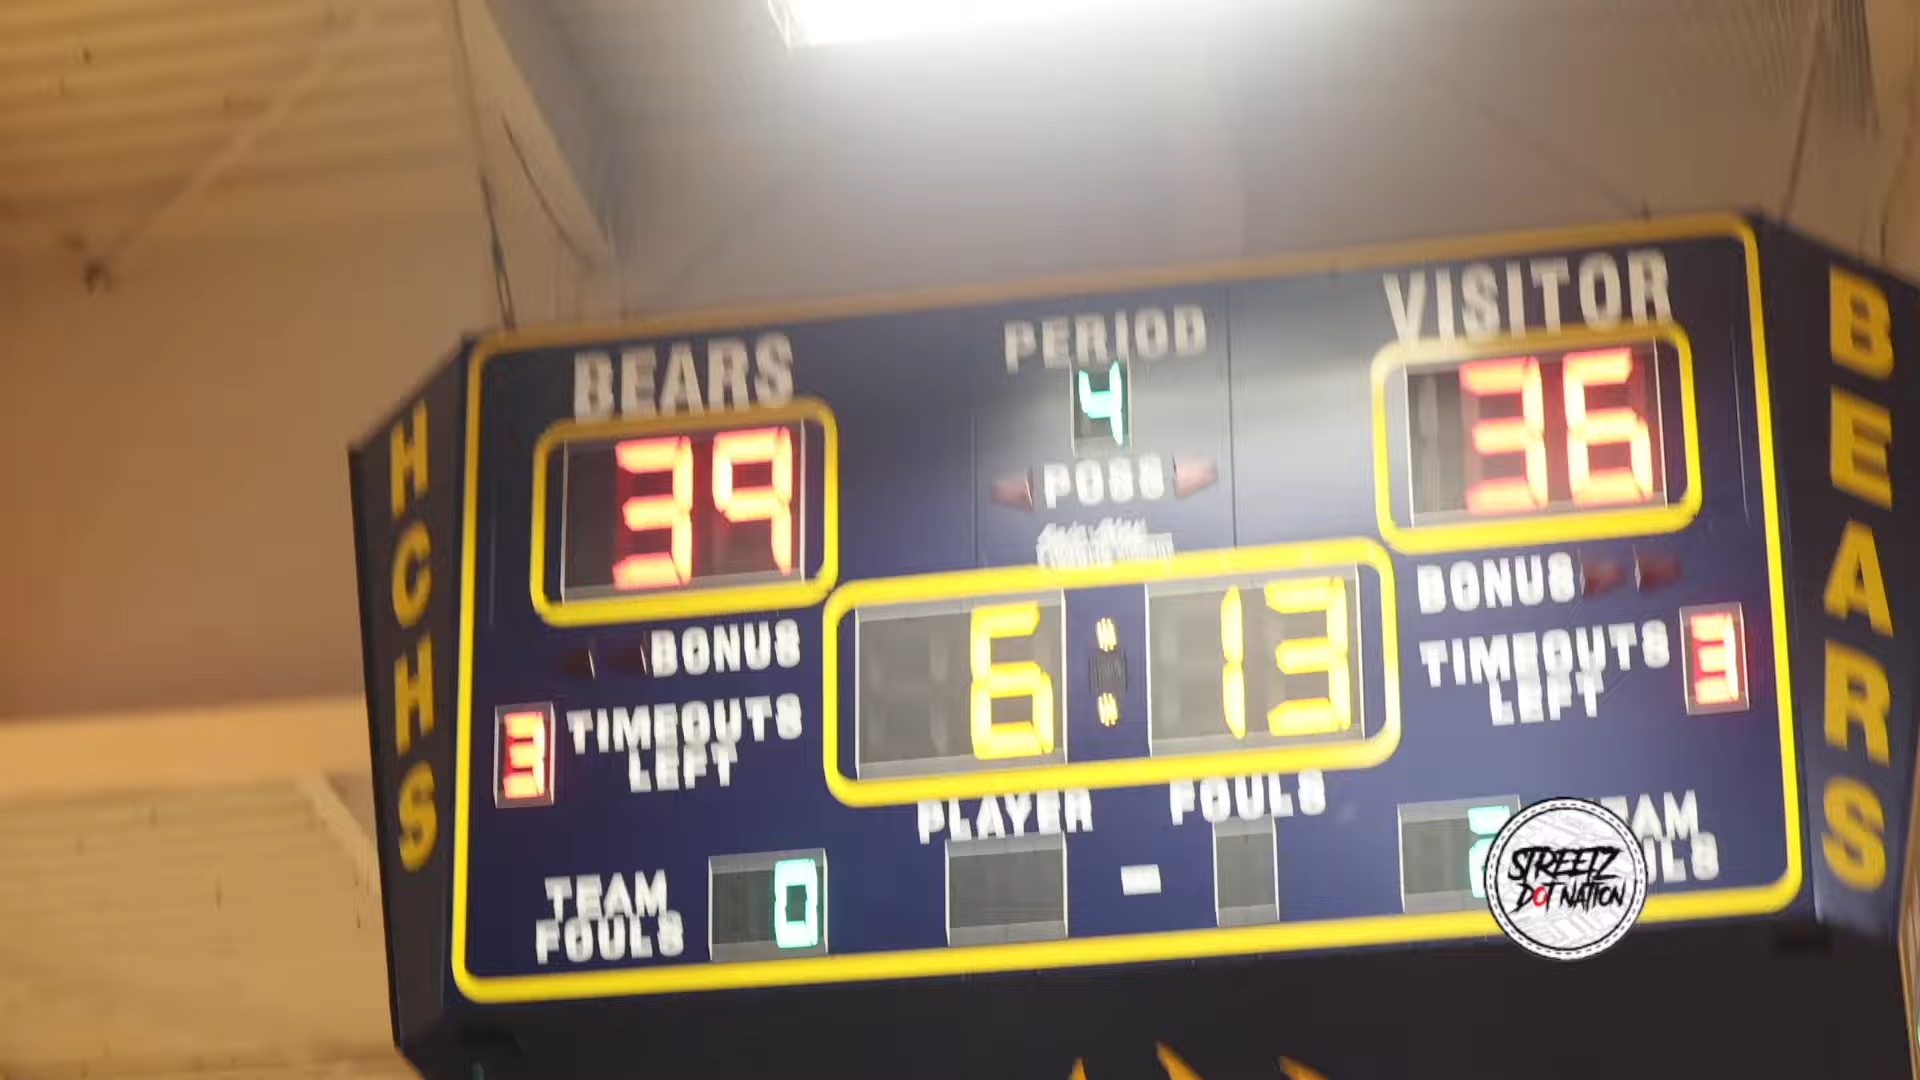 BEARS
PERIOD
VISITOR
39
4
36
POSS
6:13
BONUS
BONUS
3
TIMEOUTS
LEFT
TIMEOUTS
LEFT
3
PLAYER
FOULS
TEAM
FOULS
0
HCHS
BEARS
STREETZ
DOT NATION